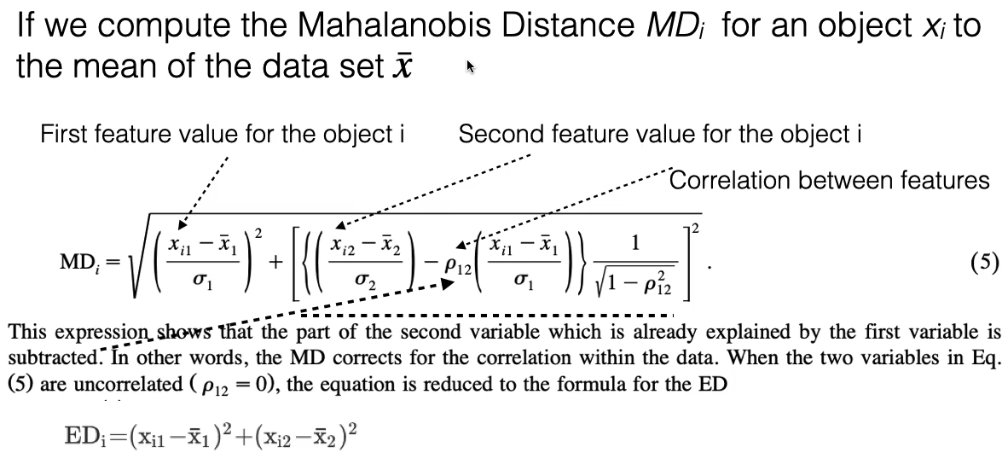 If we compute the Mahalanobis Distance MDᵢ for an object xᵢ to
the mean of the data set x̄
First feature value for the object i
Second feature value for the object i
Correlation between features
MDᵢ = √( ((xᵢ₁ − x̄₁)/σ₁)² + [ { ((xᵢ₂ − x̄₂)/σ₂) − ρ₁₂ ((xᵢ₁ − x̄₁)/σ₁) } 1/√(1 − ρ₁₂²) ]² ) . (5)
This expression shows that the part of the second variable which is already explained by the first variable is
subtracted. In other words, the MD corrects for the correlation within the data. When the two variables in Eq.
(5) are uncorrelated ( ρ₁₂ = 0), the equation is reduced to the formula for the ED
EDᵢ=(xᵢ₁−x̄₁)²+(xᵢ₂−x̄₂)²